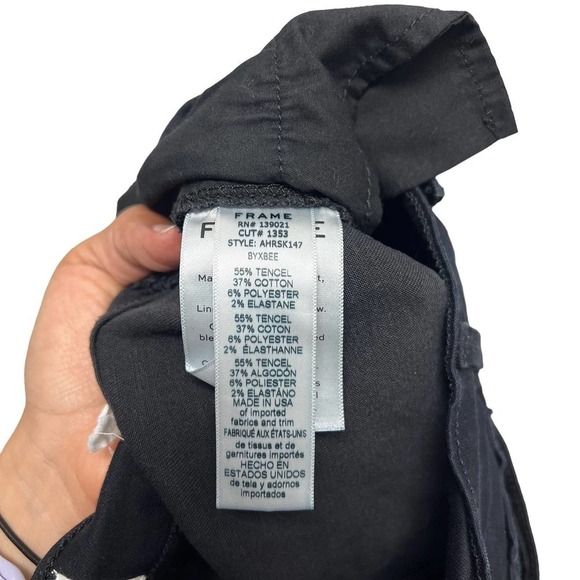 FRAME
RN# 139021
CUT# 1353
STYLE: AHRSK147
BYXBEE
55% TENCEL
37% COTTON
6% POLYESTER
2% ELASTANE
55% TENCEL
37% COTON
6% POLYESTER
2% ÉLASTHANNE
55% TENCEL
37% ALGODÓN
6% POLIESTER
2% ELASTÁNO
MADE IN USA
of imported
fabrics and trim
FABRIQUÉ AUX ÉTATS-UNIS
de tissus et de
garnitures importés
HECHO EN
ESTADOS UNIDOS
de tela y adornos
importados
F E